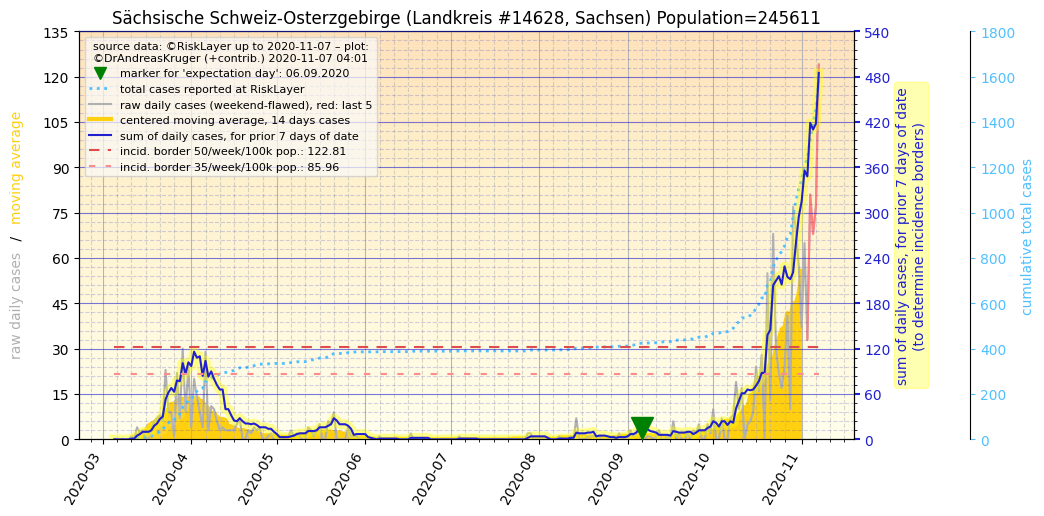 Sächsische Schweiz-Osterzgebirge (Landkreis #14628, Sachsen) Population=245611
source data: ©RiskLayer up to 2020-11-07 – plot:
©DrAndreasKruger (+contrib.) 2020-11-07 04:01
marker for 'expectation day': 06.09.2020
total cases reported at RiskLayer
raw daily cases (weekend-flawed), red: last 5
centered moving average, 14 days cases
sum of daily cases, for prior 7 days of date
incid. border 50/week/100k pop.: 122.81
incid. border 35/week/100k pop.: 85.96
raw daily cases / moving average
135
120
105
90
75
60
45
30
15
0
2020-03
2020-04
2020-05
2020-06
2020-07
2020-08
2020-09
2020-10
2020-11
540
480
420
360
300
240
180
120
60
0
sum of daily cases, for prior 7 days of date
(to determine incidence borders)
1800
1600
1400
1200
1000
800
600
400
200
0
cumulative total cases